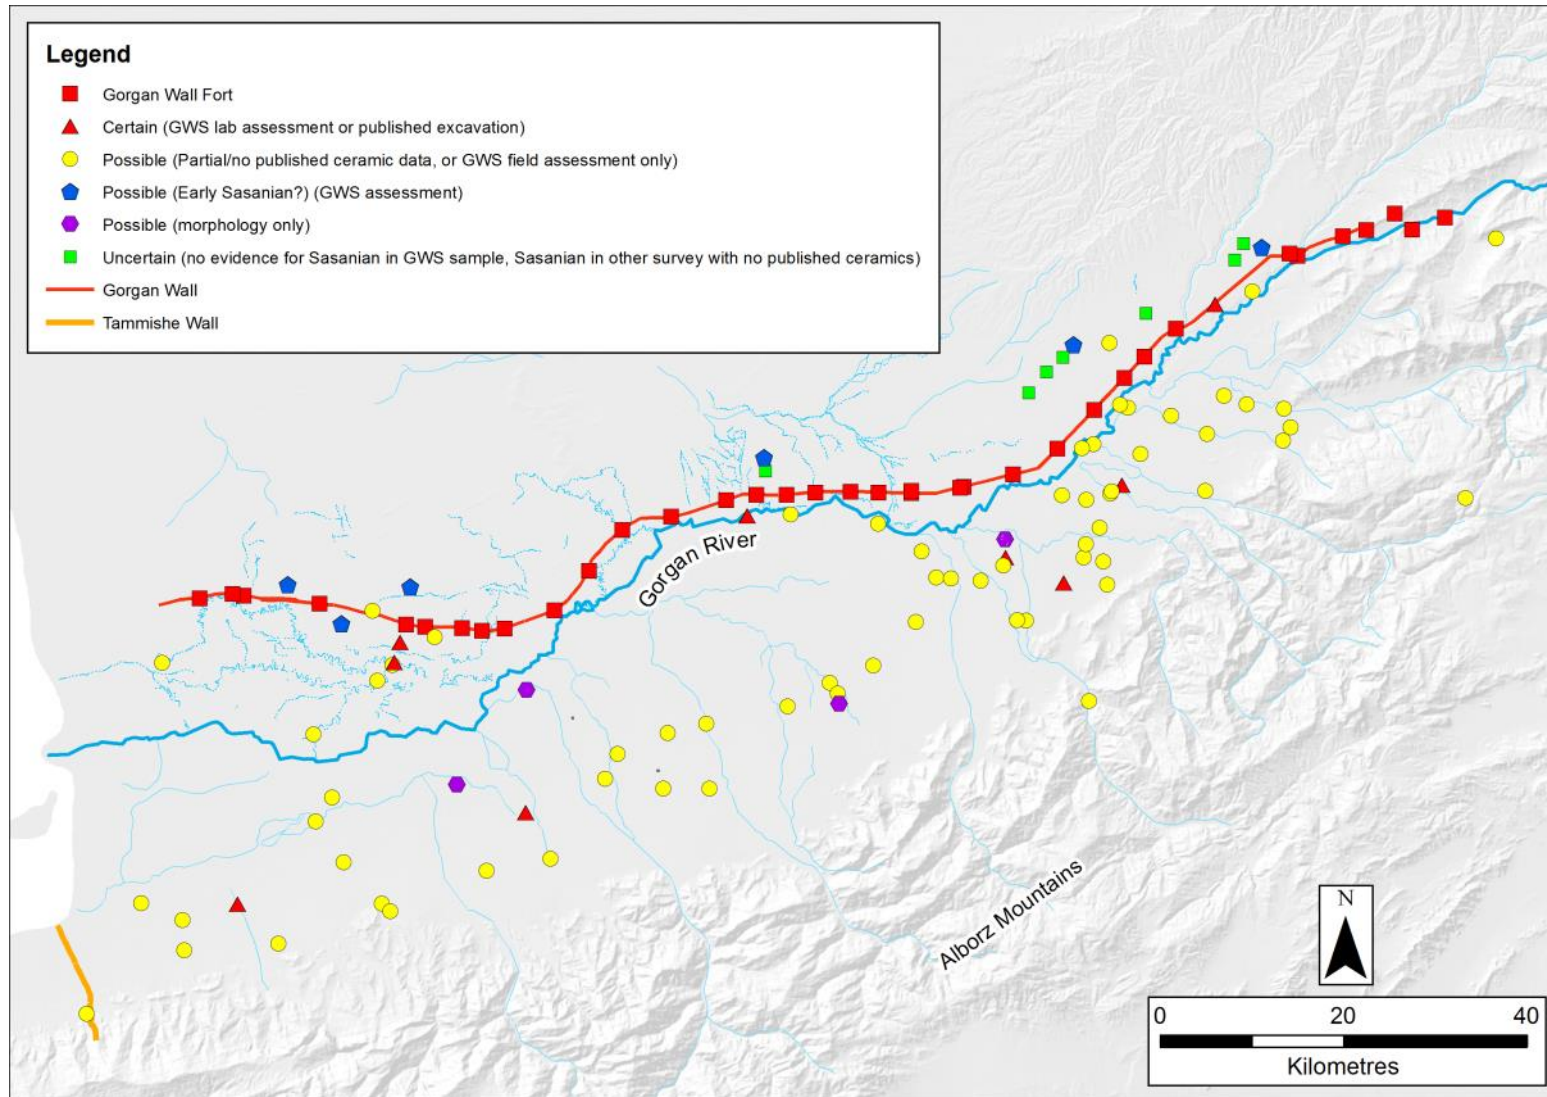 Legend
Gorgan Wall Fort
Certain (GWS lab assessment or published excavation)
Possible (Partial/no published ceramic data, or GWS field assessment only)
Possible (Early Sasanian?) (GWS assessment)
Possible (morphology only)
Uncertain (no evidence for Sasanian in GWS sample, Sasanian in other survey with no published ceramics)
Gorgan Wall
Tammishe Wall
Gorgan River
Alborz Mountains
N
0 20 40
Kilometres